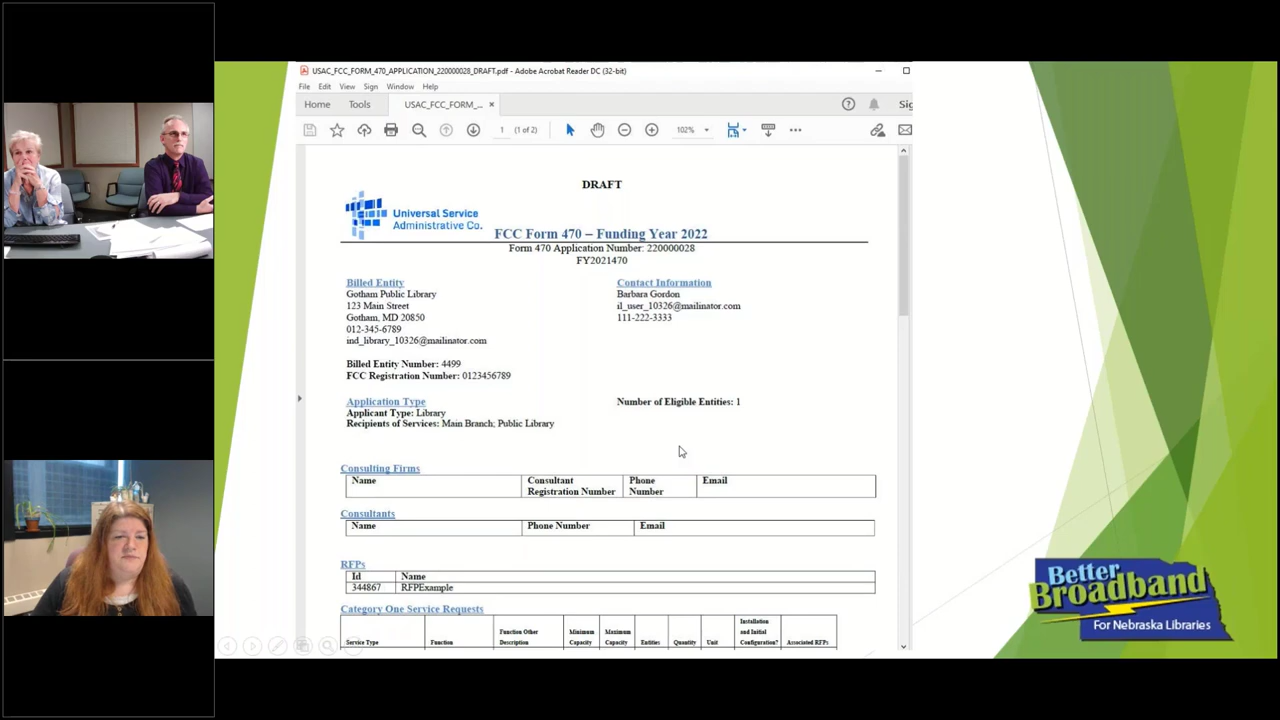 USAC_FCC_FORM_470_APPLICATION_220000028_DRAFT.pdf - Adobe Acrobat Reader DC (32-bit)
File Edit View Sign Window Help
Home Tools USAC_FCC_FORM_... × Sig
1 (1 of 2) 102%
DRAFT
Universal Service
Administrative Co.
FCC Form 470 – Funding Year 2022
Form 470 Application Number: 220000028
FY2021470
Billed Entity
Gotham Public Library
123 Main Street
Gotham, MD 20850
012-345-6789
ind_library_10326@mailinator.com
Contact Information
Barbara Gordon
il_user_10326@mailinator.com
111-222-3333
Billed Entity Number: 4499
FCC Registration Number: 0123456789
Application Type
Applicant Type: Library
Recipients of Services: Main Branch; Public Library
Number of Eligible Entities: 1
Consulting Firms
Name Consultant Registration Number Phone Number Email
Consultants
Name Phone Number Email
RFPs
Id Name
344867 RFPExample
Category One Service Requests
Service Type Function Function Other Description Minimum Capacity Maximum Capacity Entities Quantity Unit Installation and Initial Configuration? Associated RFPs
Better
Broadband
For Nebraska Libraries